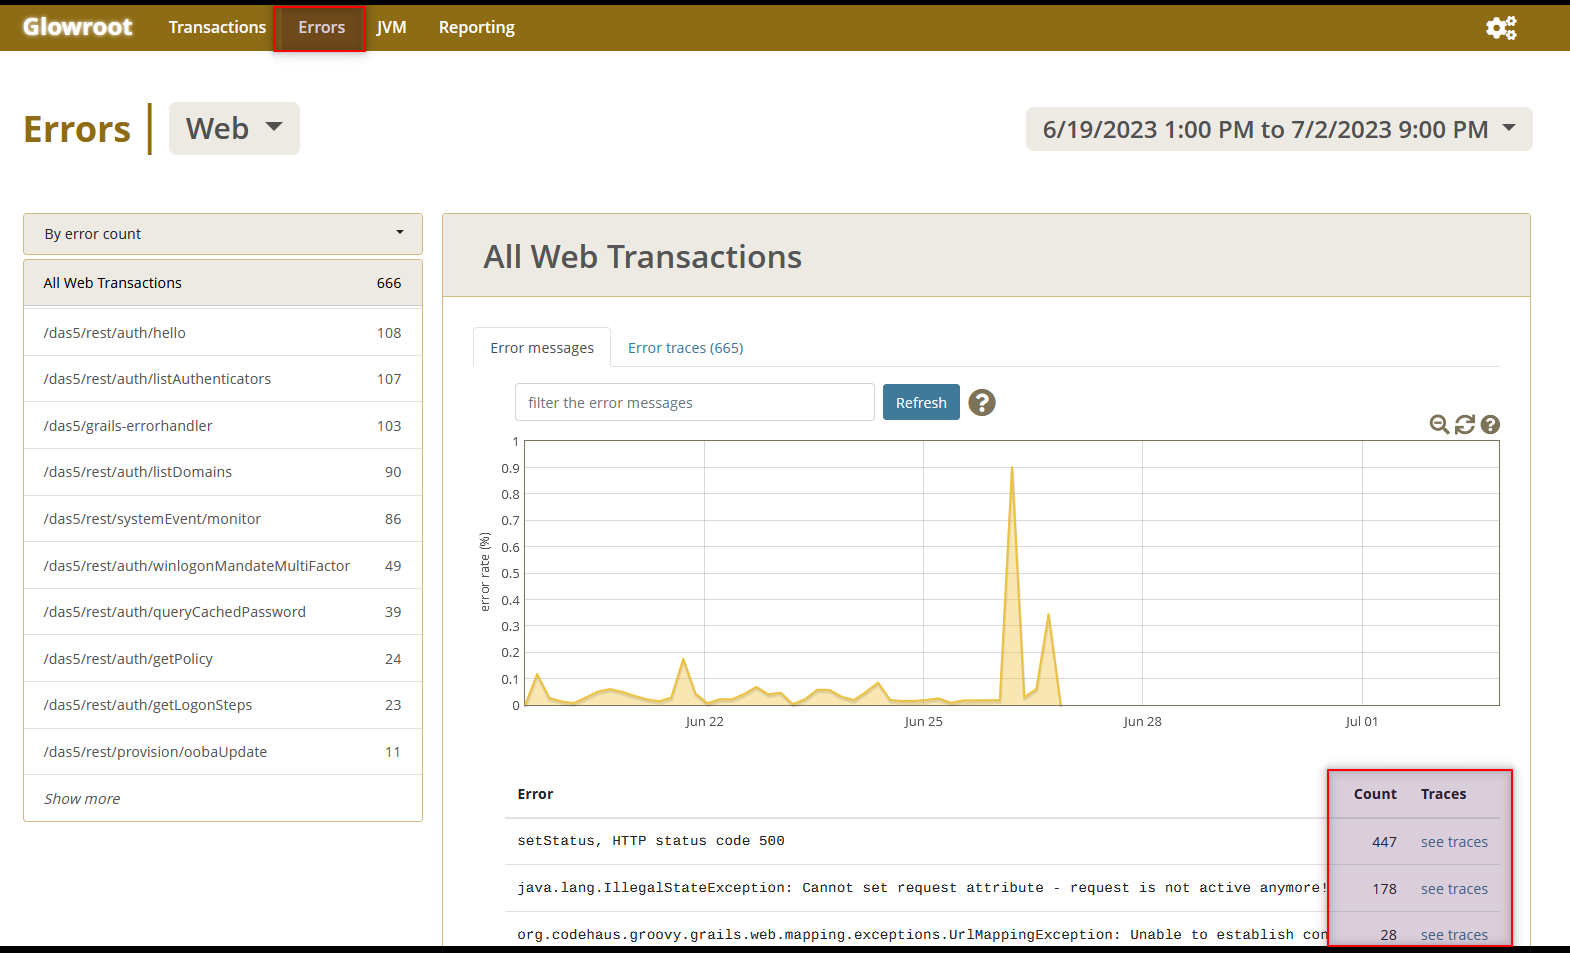 Glowroot Transactions Errors JVM Reporting
Errors Web 6/19/2023 1:00 PM to 7/2/2023 9:00 PM
By error count
All Web Transactions 666
/das5/rest/auth/hello 108
/das5/rest/auth/listAuthenticators 107
/das5/grails-errorhandler 103
/das5/rest/auth/listDomains 90
/das5/rest/systemEvent/monitor 86
/das5/rest/auth/winlogonMandateMultiFactor 49
/das5/rest/auth/queryCachedPassword 39
/das5/rest/auth/getPolicy 24
/das5/rest/auth/getLogonSteps 23
/das5/rest/provision/oobaUpdate 11
Show more
All Web Transactions
Error messages Error traces (665)
filter the error messages Refresh ?
?
error rate (%)
1
0.9
0.8
0.7
0.6
0.5
0.4
0.3
0.2
0.1
0
Jun 22 Jun 25 Jun 28 Jul 01
Error Count Traces
setStatus, HTTP status code 500 447 see traces
java.lang.IllegalStateException: Cannot set request attribute - request is not active anymore! 178 see traces
org.codehaus.groovy.grails.web.mapping.exceptions.UrlMappingException: Unable to establish con 28 see traces